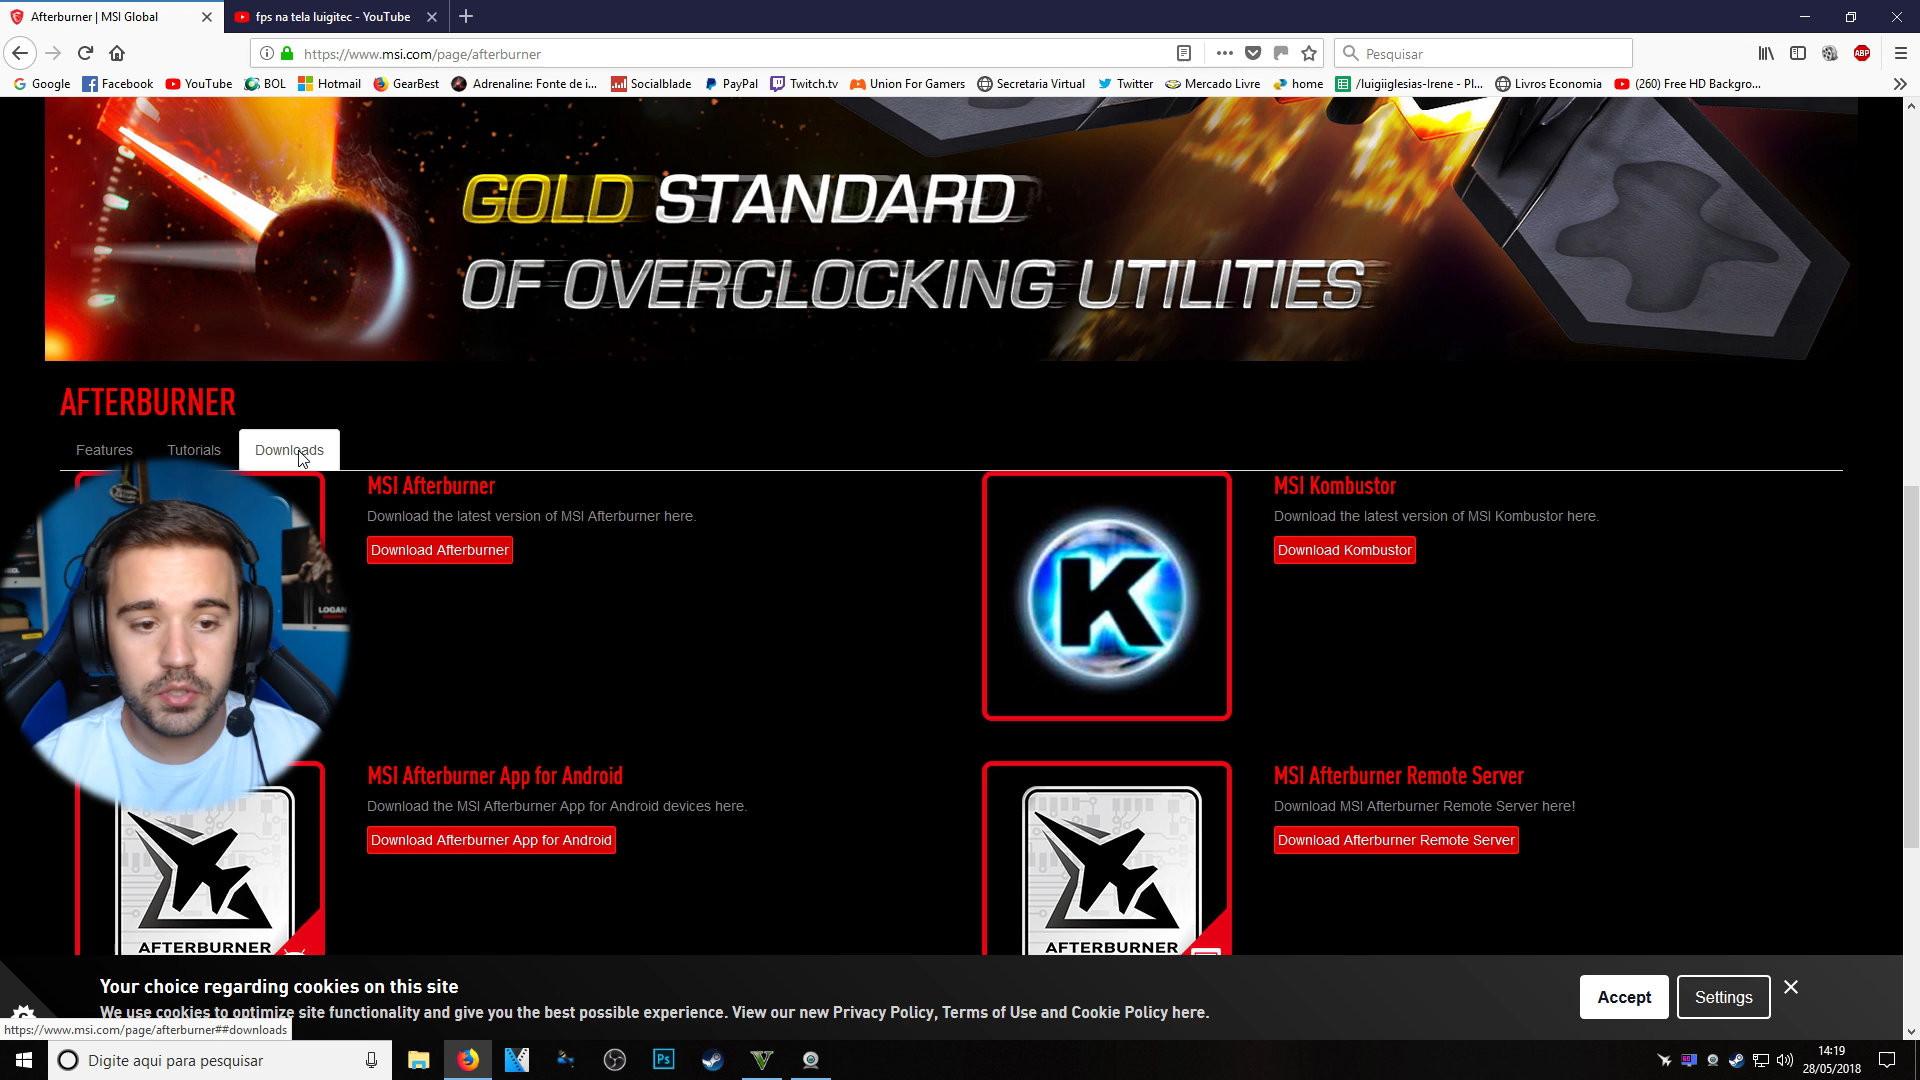 Afterburner | MSI Global
fps na tela luigitec - YouTube
https://www.msi.com/page/afterburner
Pesquisar
ABP
Google
Facebook
YouTube
BOL
Hotmail
GearBest
Adrenaline: Fonte de i...
Socialblade
PayPal
Twitch.tv
Union For Gamers
Secretaria Virtual
Twitter
Mercado Livre
home
/luigiiglesias-Irene - Pl...
Livros Economia
(260) Free HD Backgro...
GOLD STANDARD
OF OVERCLOCKING UTILITIES
AFTERBURNER
Features
Tutorials
Downloads
MSI Afterburner
Download the latest version of MSI Afterburner here.
Download Afterburner
K
MSI Kombustor
Download the latest version of MSI Kombustor here.
Download Kombustor
LOGAN
MSI Afterburner App for Android
Download the MSI Afterburner App for Android devices here.
Download Afterburner App for Android
AFTERBURNER
MSI Afterburner Remote Server
Download MSI Afterburner Remote Server here!
Download Afterburner Remote Server
AFTERBURNER
Your choice regarding cookies on this site
We use cookies to optimize site functionality and give you the best possible experience. View our new Privacy Policy, Terms of Use and Cookie Policy here.
Accept
Settings
https://www.msi.com/page/afterburner##downloads
Digite aqui para pesquisar
Ps
14:19
28/05/2018